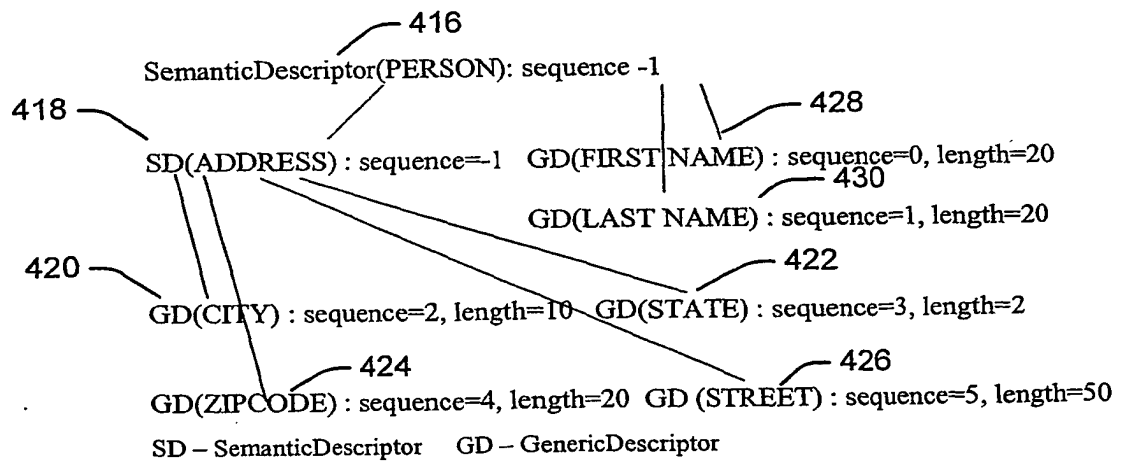 416
SemanticDescriptor(PERSON): sequence -1
418
428
SD(ADDRESS) : sequence=-1 GD(FIRST NAME) : sequence=0, length=20
430
GD(LAST NAME) : sequence=1, length=20
420
422
GD(CITY) : sequence=2, length=10 GD(STATE) : sequence=3, length=2
424
426
GD(ZIPCODE) : sequence=4, length=20 GD (STREET) : sequence=5, length=50
SD – SemanticDescriptor GD – GenericDescriptor